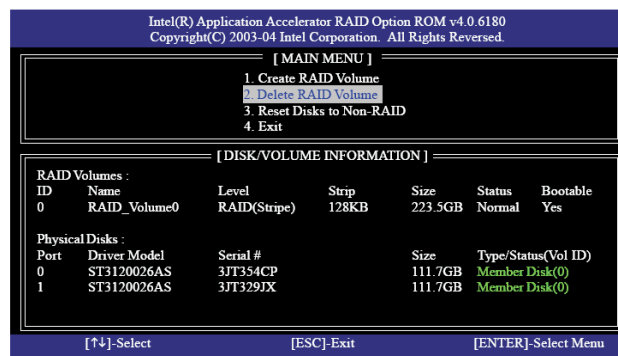 Intel(R) Application Accelerator RAID Option ROM v4.0.6180
Copyright(C) 2003-04 Intel Corporation. All Rights Reversed.
[ MAIN MENU ]
1. Create RAID Volume
2. Delete RAID Volume
3. Reset Disks to Non-RAID
4. Exit
[ DISK/VOLUME INFORMATION ]
RAID Volumes :
ID Name Level Strip Size Status Bootable
0 RAID_Volume0 RAID(Stripe) 128KB 223.5GB Normal Yes
Physical Disks :
Port Driver Model Serial # Size Type/Status(Vol ID)
0 ST3120026AS 3JT354CP 111.7GB Member Disk(0)
1 ST3120026AS 3JT329JX 111.7GB Member Disk(0)
[↑↓]-Select [ESC]-Exit [ENTER]-Select Menu